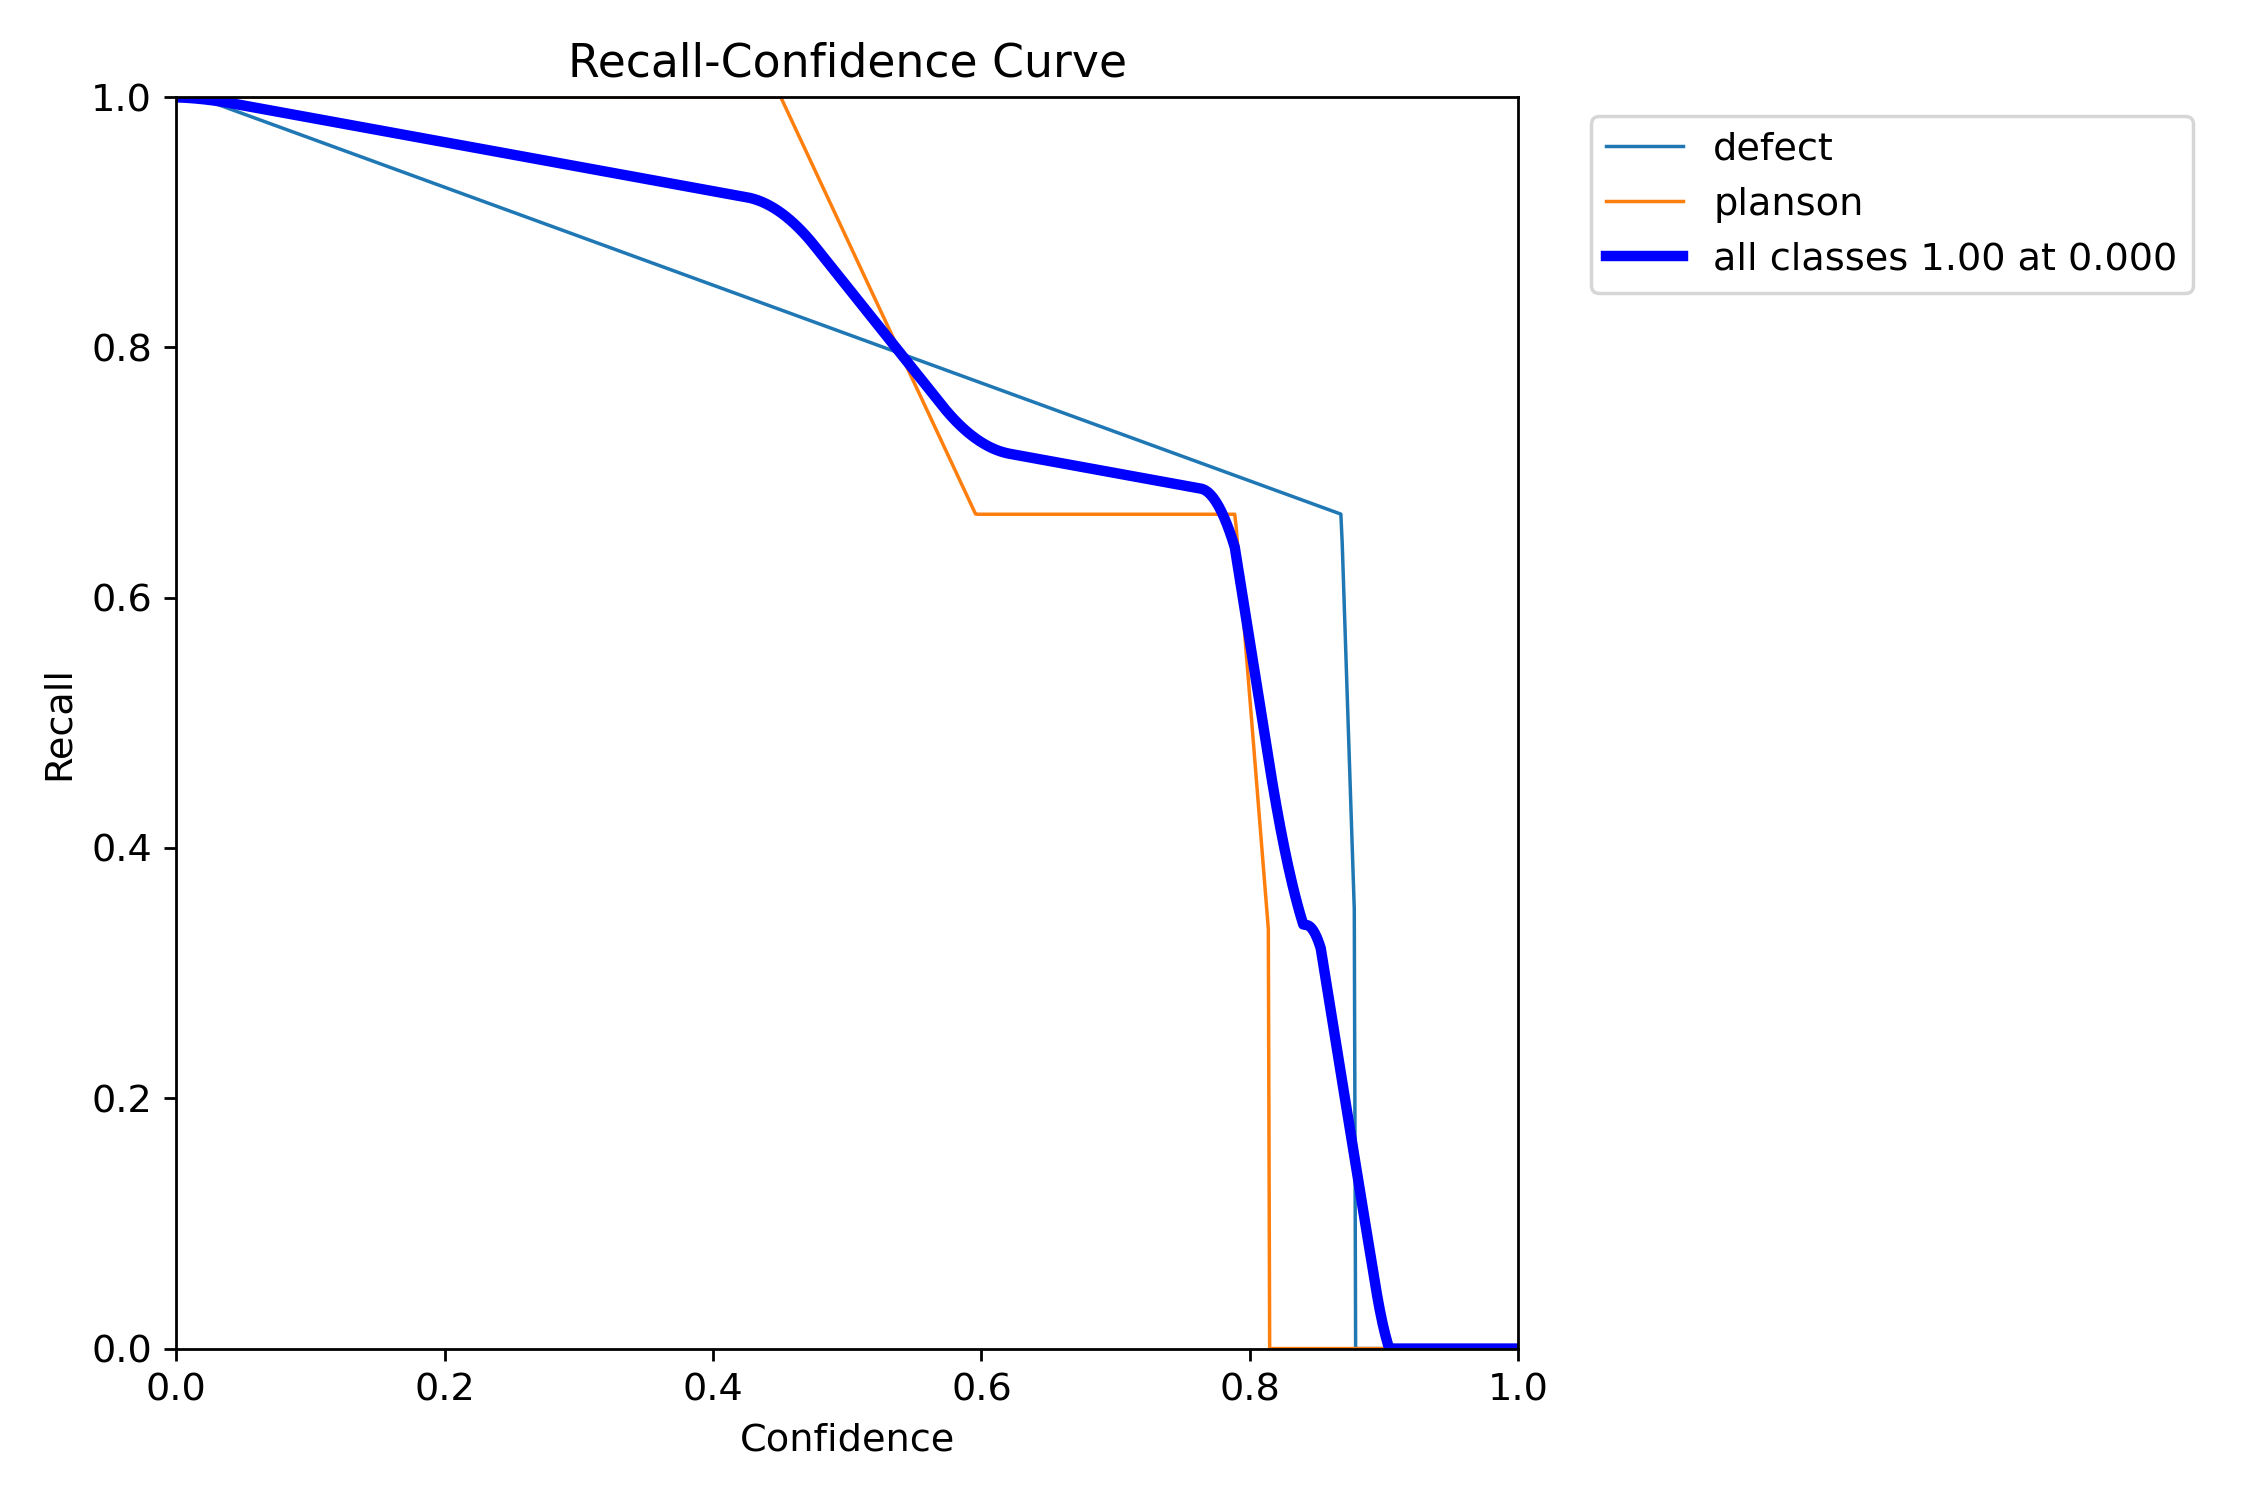 Recall-Confidence Curve
1.0
0.8
0.6
0.4
0.2
0.0
Recall
0.0 0.2 0.4 0.6 0.8 1.0
Confidence
defect
planson
all classes 1.00 at 0.000